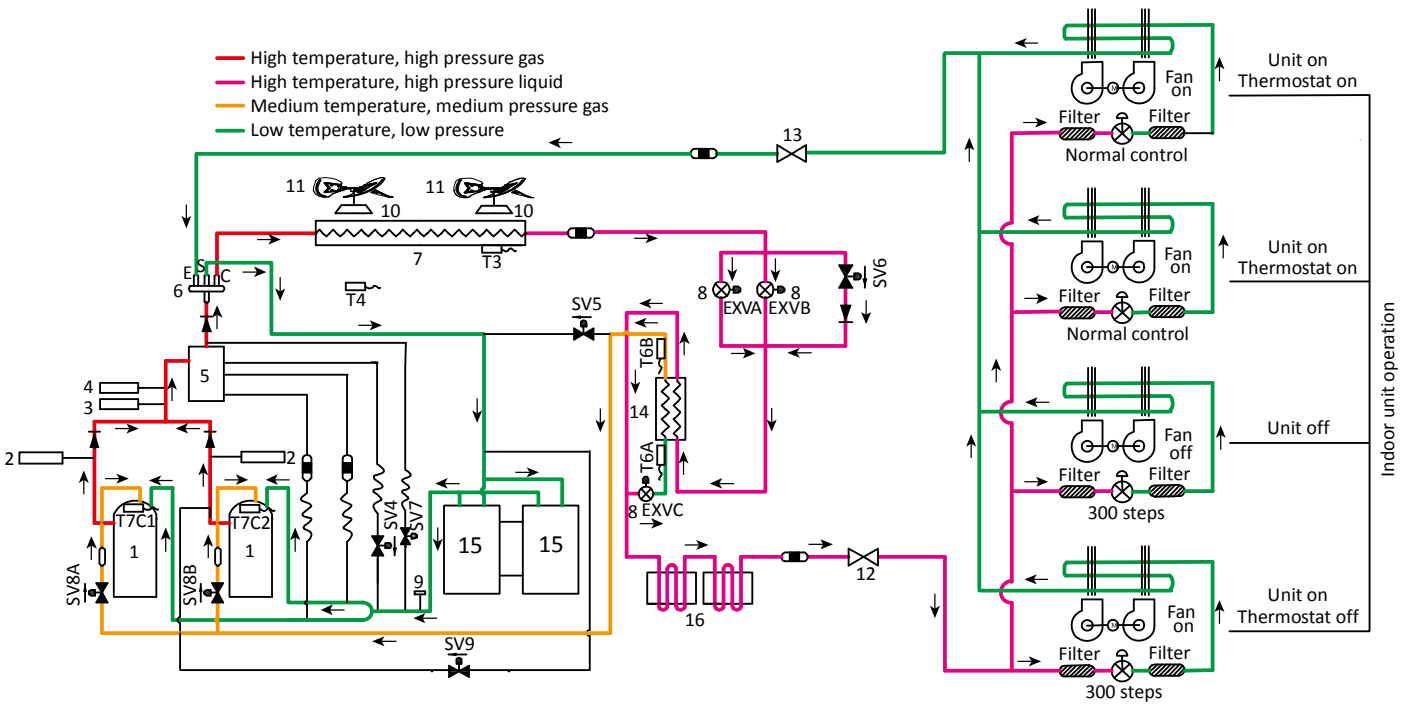 High temperature, high pressure gas
High temperature, high pressure liquid
Medium temperature, medium pressure gas
Low temperature, low pressure
13
11
11
10
10
7
T3
T4
E
S
C
6
SV5
8
EXVA
8
EXVB
SV6
T6B
14
T6A
8
EXVC
5
4
3
2
2
T7C1
T7C2
1
1
SV8A
SV8B
SV4
SV7
9
15
15
16
12
SV9
M
Fan
on
Filter
Filter
Normal control
Unit on
Thermostat on
M
Fan
on
Filter
Filter
Normal control
Unit on
Thermostat on
M
Fan
off
Filter
Filter
300 steps
Unit off
M
Fan
on
Filter
Filter
300 steps
Unit on
Thermostat off
Indoor unit operation